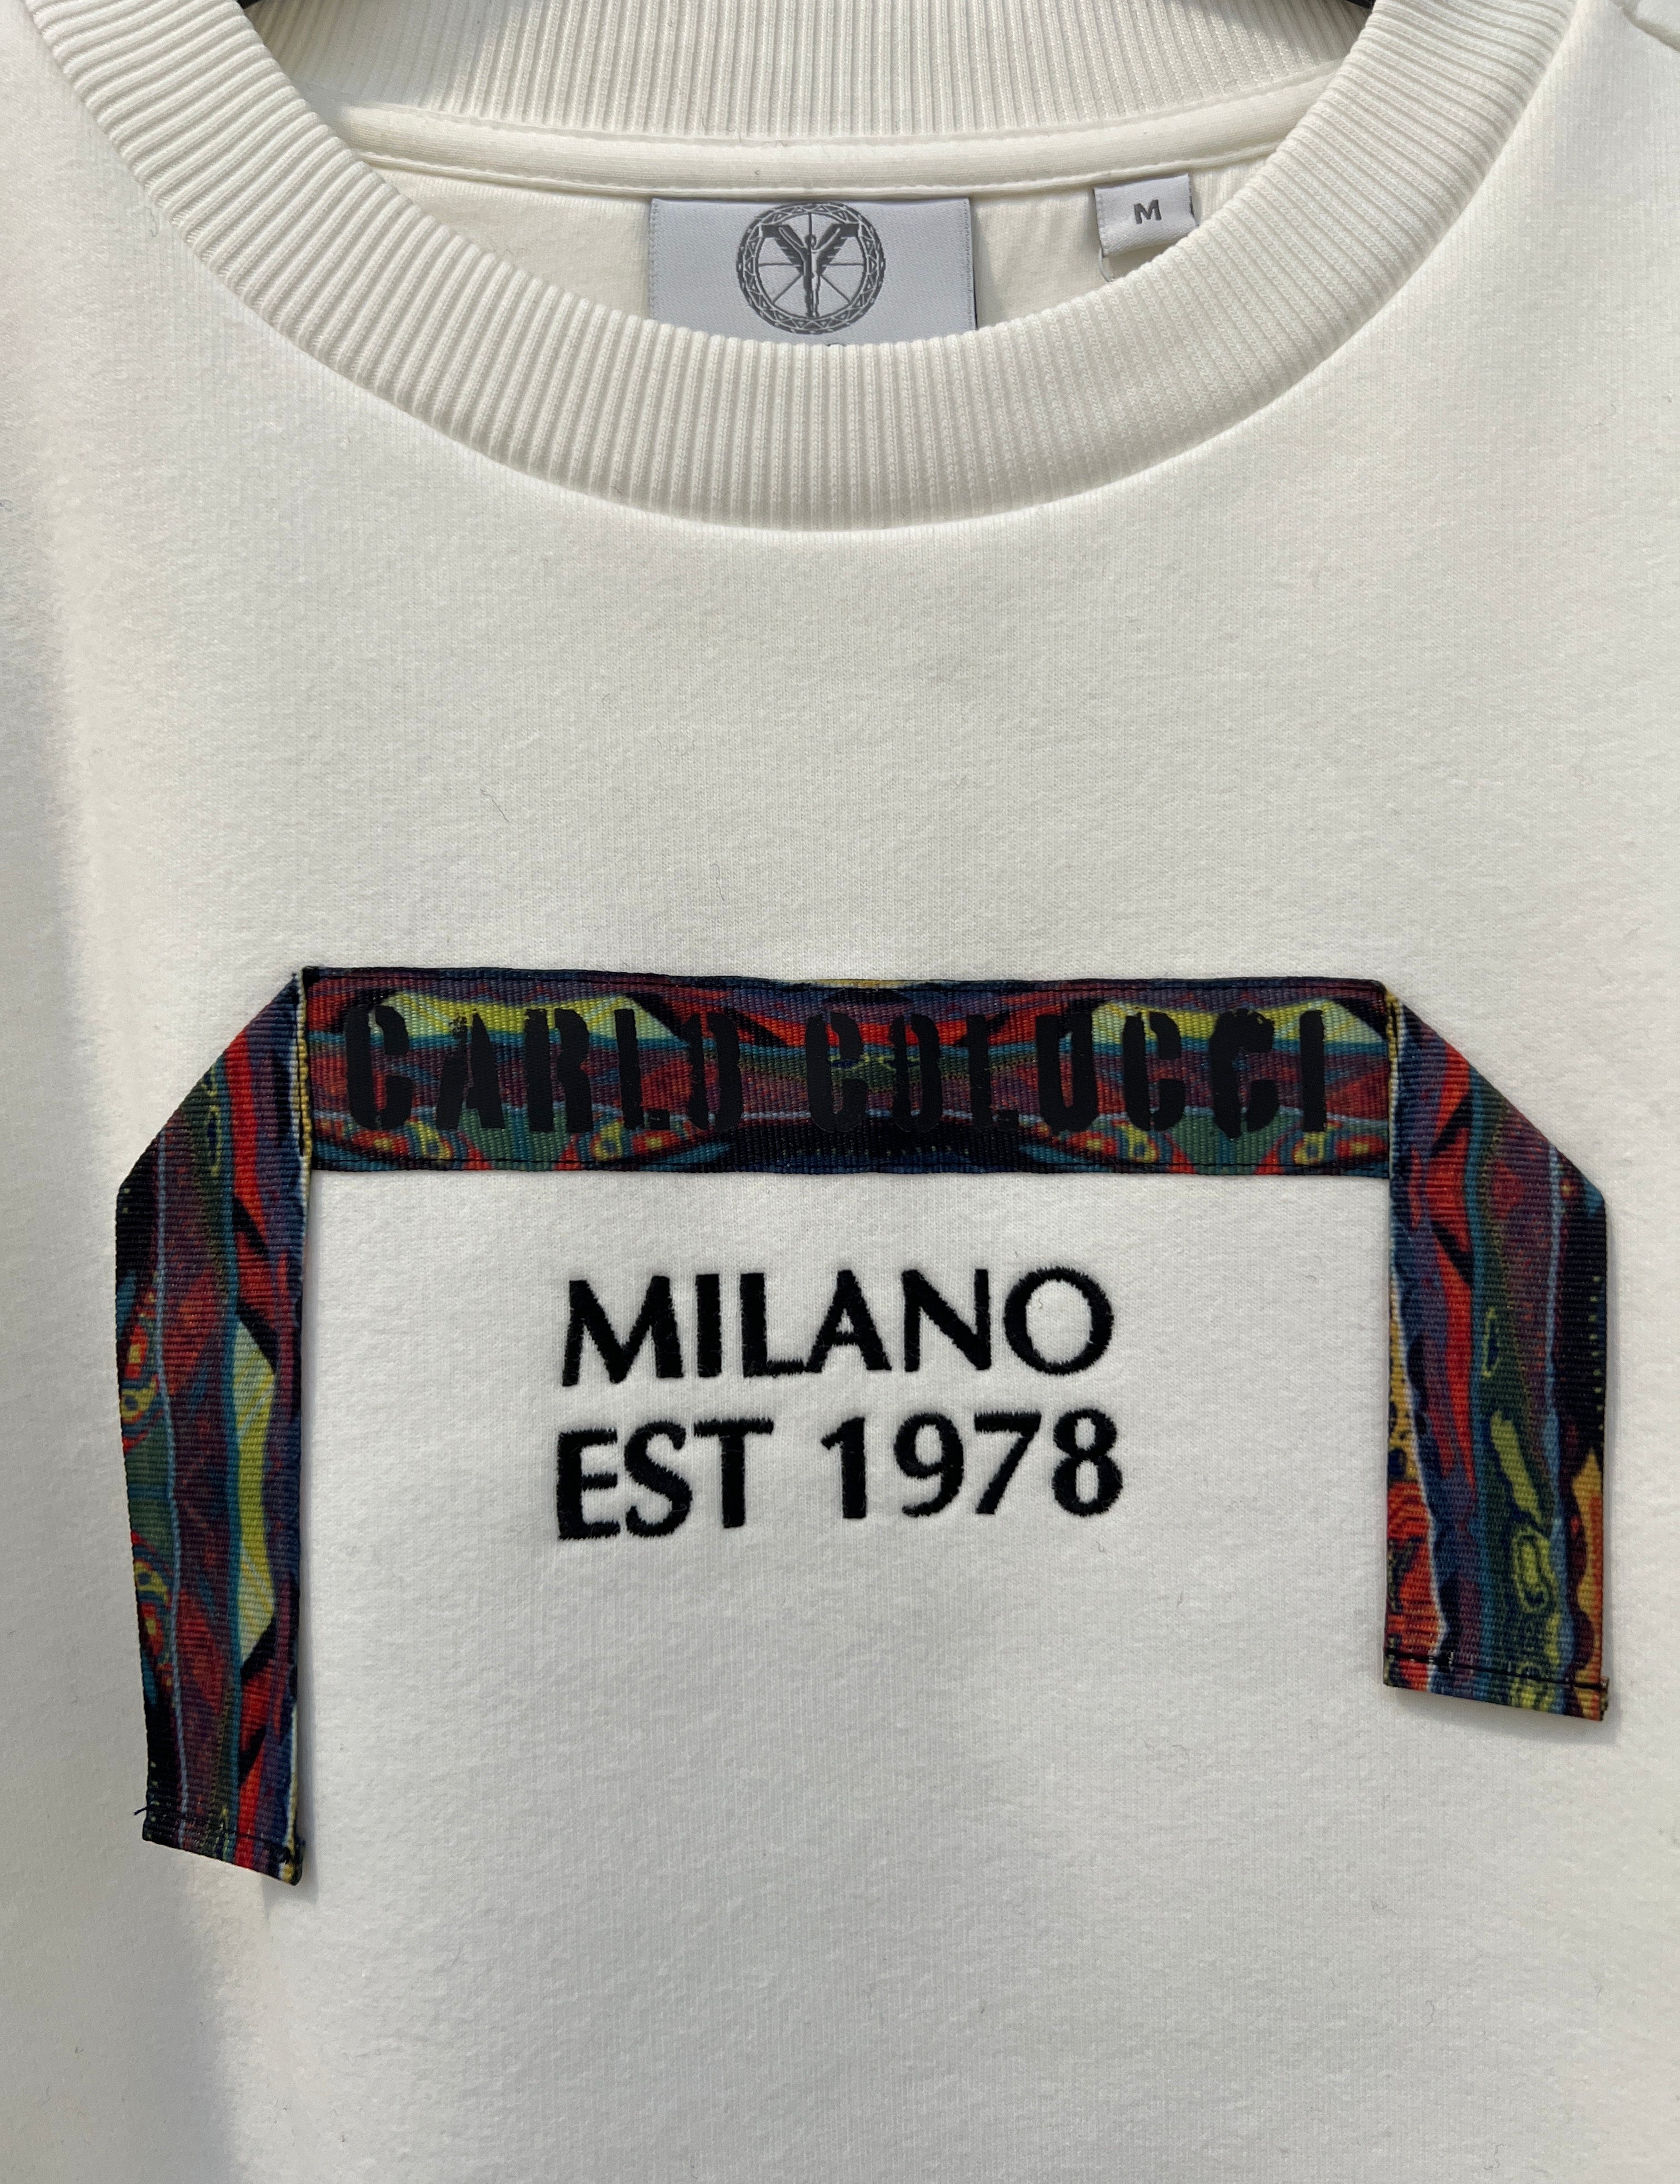 M
CARLO COLUCCI
MILANO
EST 1978